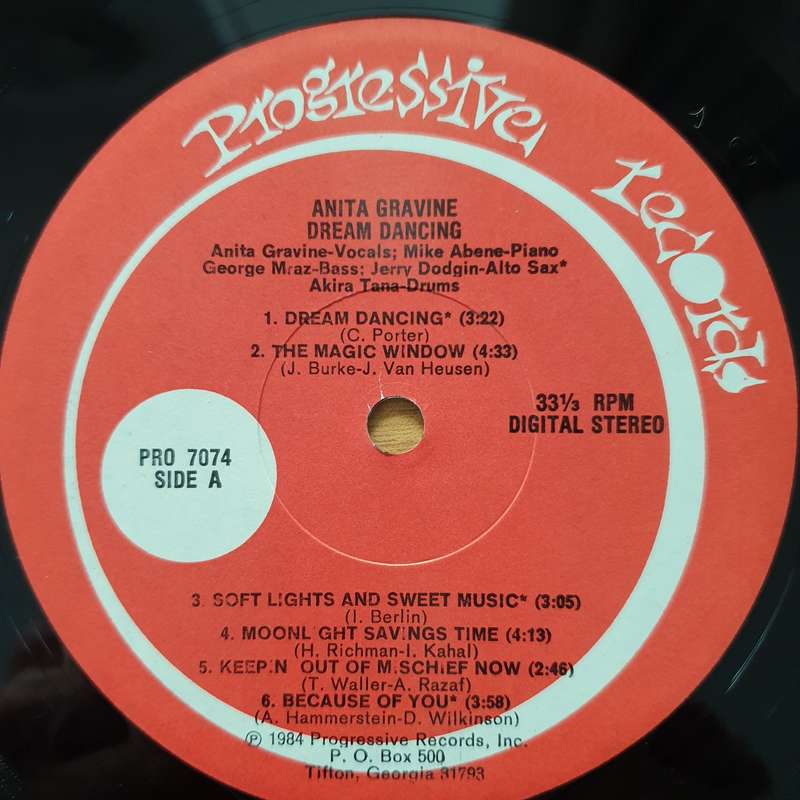 Progressive records
ANITA GRAVINE
DREAM DANCING
Anita Gravine-Vocals; Mike Abene-Piano
George Mraz-Bass; Jerry Dodgin-Alto Sax*
Akira Tana-Drums
1. DREAM DANCING* (3:22)
(C. Porter)
2. THE MAGIC WINDOW (4:33)
(J. Burke-J. Van Heusen)
33⅓ RPM
DIGITAL STEREO
PRO 7074
SIDE A
3. SOFT LIGHTS AND SWEET MUSIC* (3:05)
(I. Berlin)
4. MOONLIGHT SAVINGS TIME (4:13)
(H. Richman-I. Kahal)
5. KEEPIN' OUT OF MISCHIEF NOW (2:46)
(T. Waller-A. Razaf)
6. BECAUSE OF YOU* (3:58)
(A. Hammerstein-D. Wilkinson)
℗ 1984 Progressive Records, Inc.
P. O. Box 500
Tifton, Georgia 31793